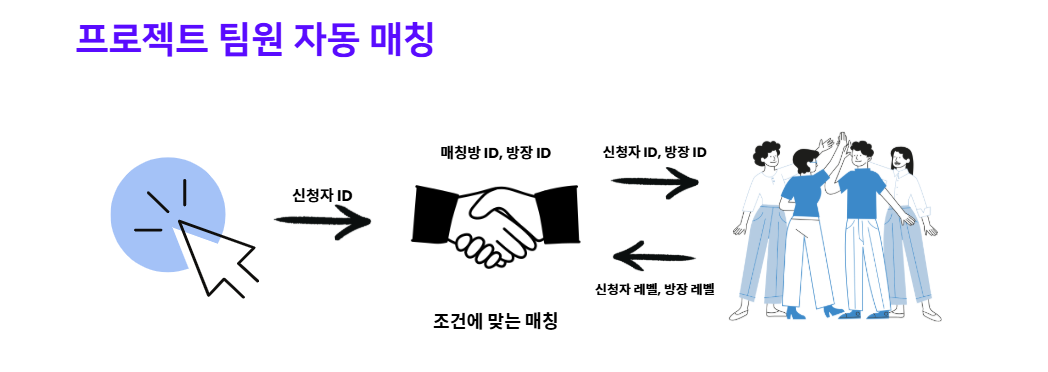 프로젝트 팀원 자동 매칭
신청자 ID
매칭방 ID, 방장 ID
신청자 ID, 방장 ID
신청자 레벨, 방장 레벨
조건에 맞는 매칭